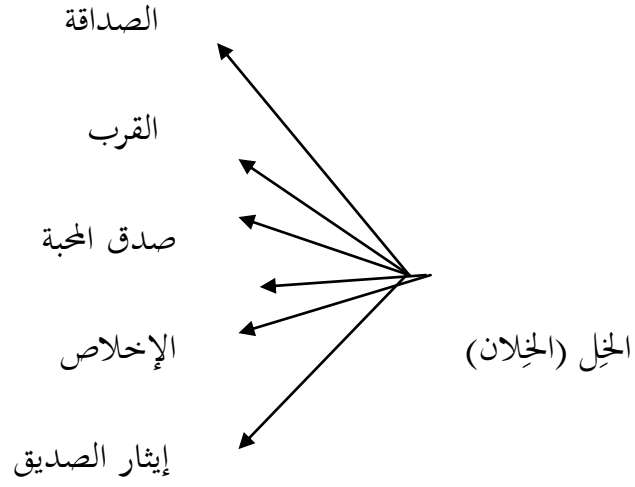 الصداقة
القرب
صدق المحبة
الإخلاص
الخِل (الخِلان)
إيثار الصديق